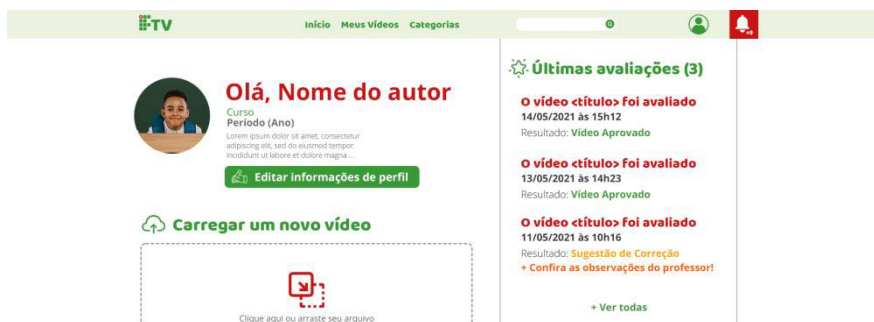 TV
Início Meus Vídeos Categorias
+9
Olá, Nome do autor
Curso
Período (Ano)
Lorem ipsum dolor sit amet, consectetur
adipiscing elit, sed do eiusmod tempor
incididunt ut labore et dolore magna ...
Editar informações de perfil
Carregar um novo vídeo
Clique aqui ou arraste seu arquivo
Últimas avaliações (3)
O vídeo <título> foi avaliado
14/05/2021 às 15h12
Resultado: Vídeo Aprovado
O vídeo <título> foi avaliado
13/05/2021 às 14h23
Resultado: Vídeo Aprovado
O vídeo <título> foi avaliado
11/05/2021 às 10h16
Resultado: Sugestão de Correção
+ Confira as observações do professor!
+ Ver todas